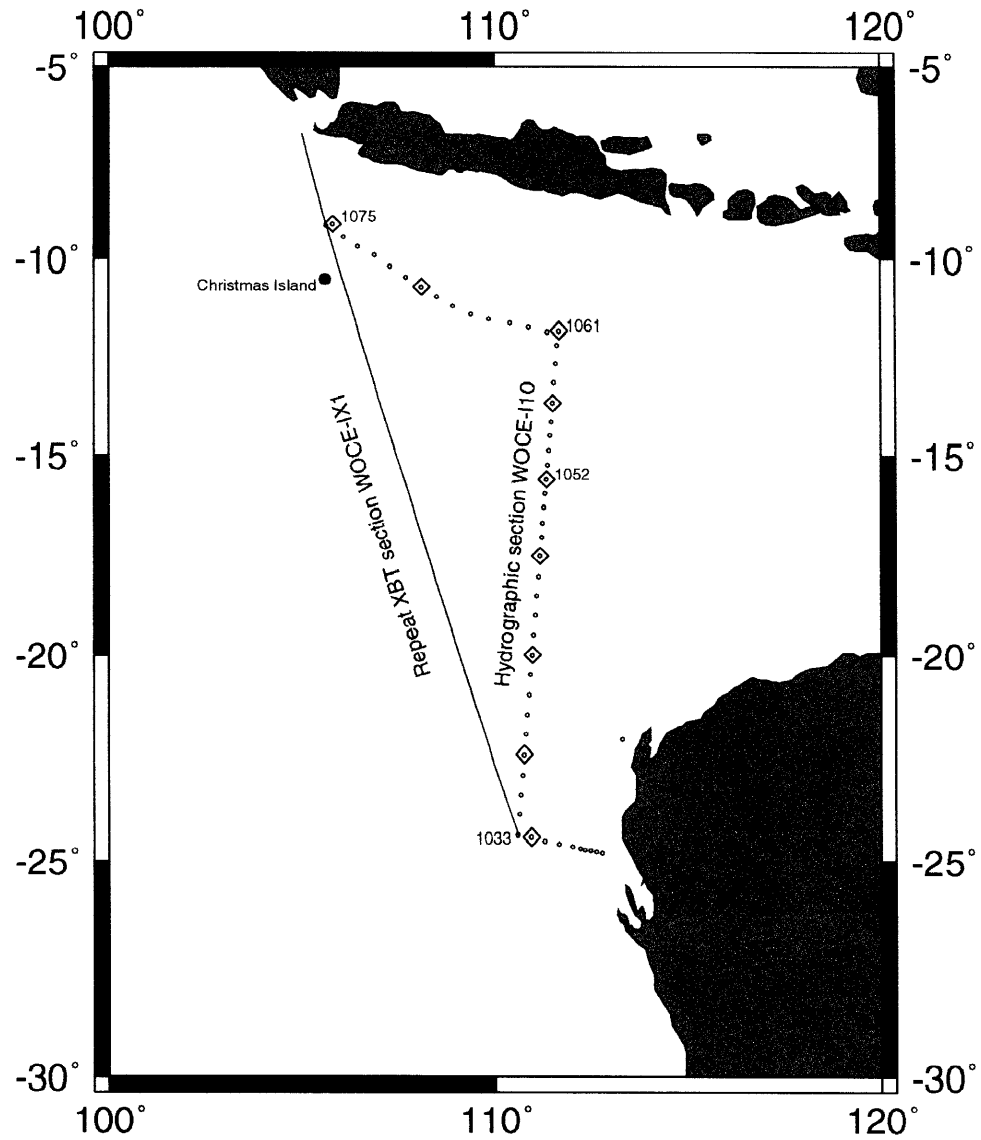 100° 110° 120°
-5° -5°
1075
-10° -10°
Christmas Island
1061
Repeat XBT section WOCE-IX1
Hydrographic section WOCE-I10
-15° -15°
1052
-20° -20°
1033
-25° -25°
-30° -30°
100° 110° 120°